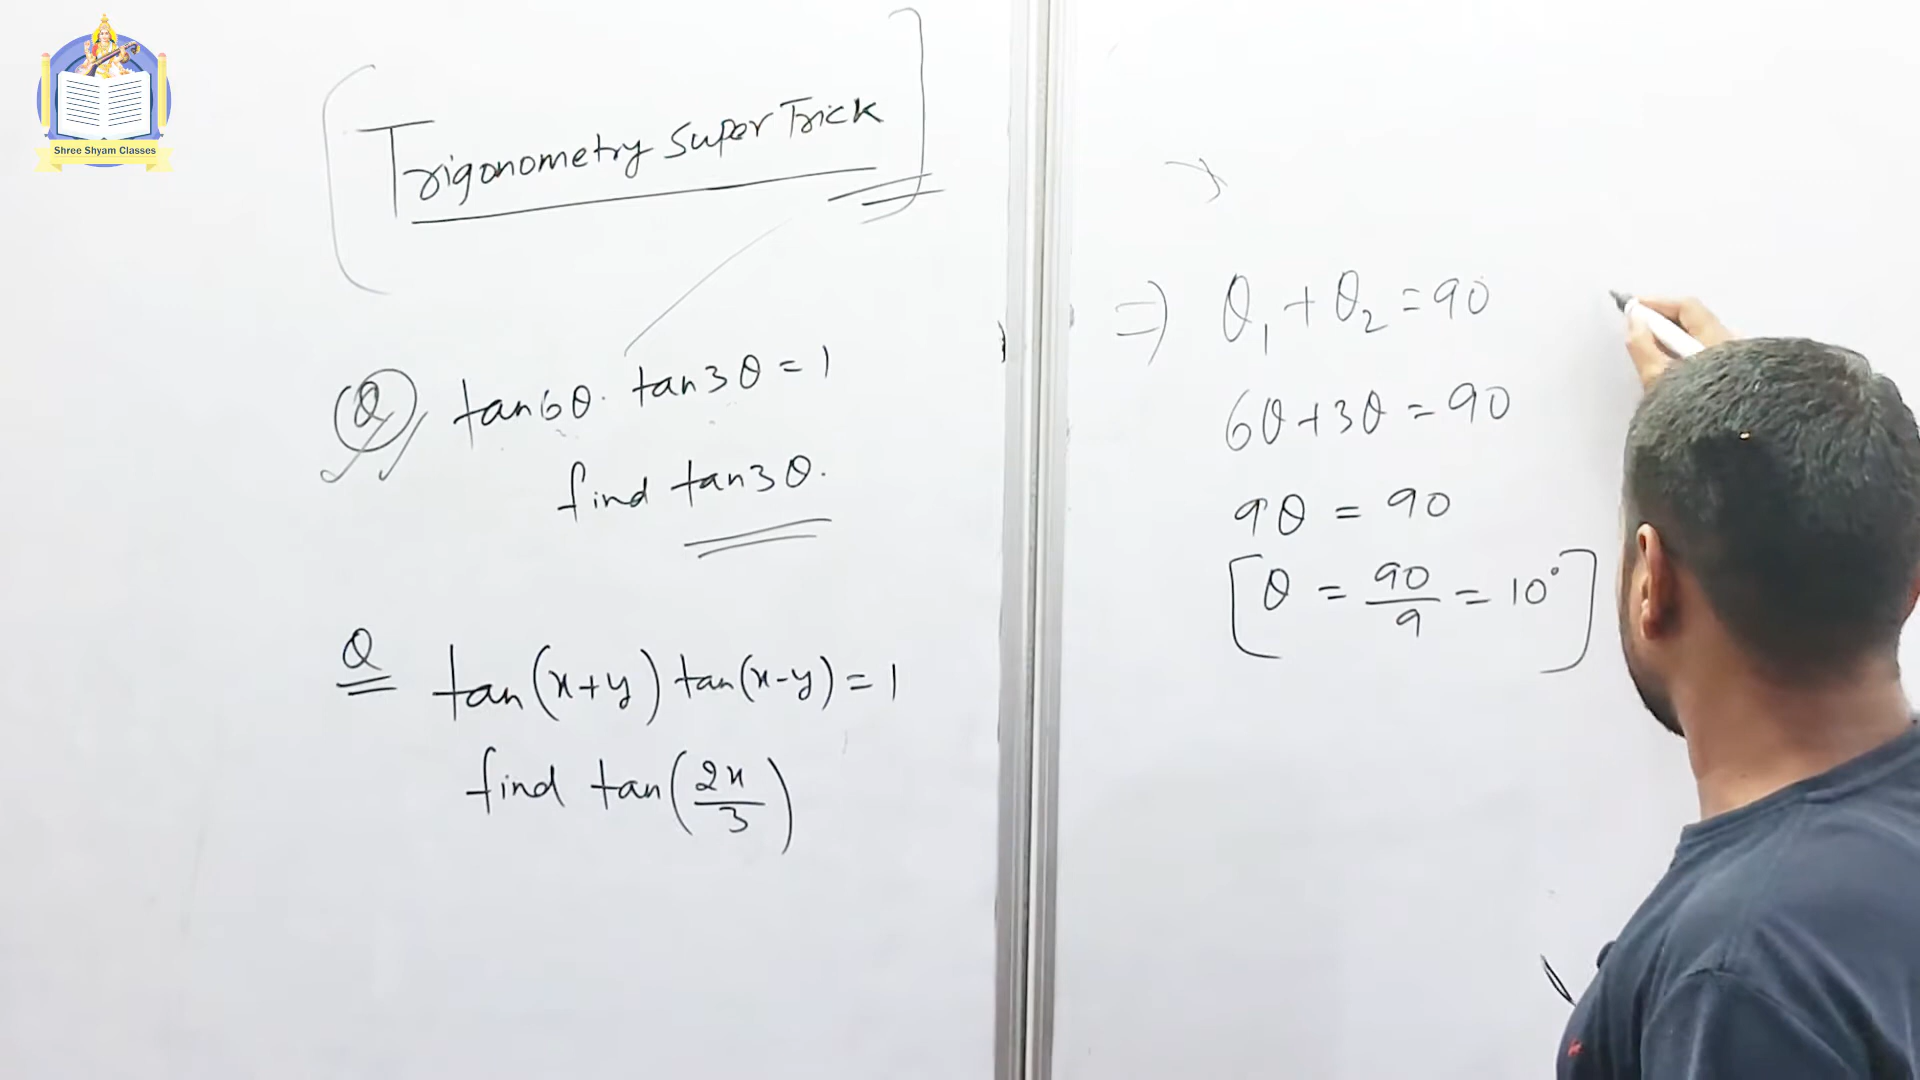 Shree Shyam Classes
Trigonometry Super Trick
Q tan6θ. tan3θ = 1
find tan3θ.
Q tan(x+y) tan(x-y) = 1
find tan(2x/3)
⇒ θ₁ + θ₂ = 90
6θ + 3θ = 90
9θ = 90
[θ = 90/9 = 10°]